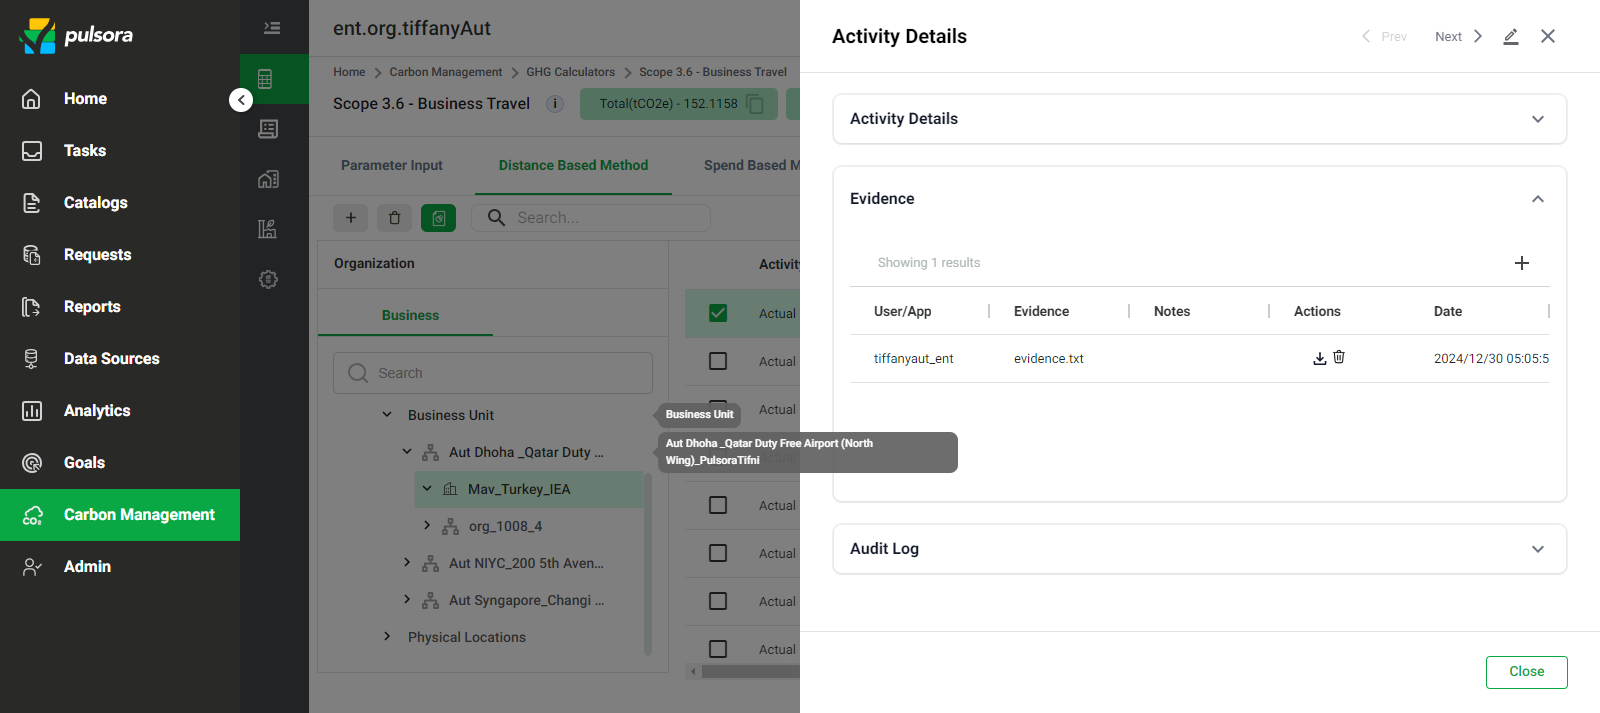 pulsora
Home
Tasks
Catalogs
Requests
Reports
Data Sources
Analytics
Goals
Carbon Management
Admin
ent.org.tiffanyAut
Home > Carbon Management > GHG Calculators > Scope 3.6 - Business Travel
Scope 3.6 - Business Travel
Total(tCO2e) - 152.1158
Parameter Input
Distance Based Method
Spend Based M
Search...
Organization
Business
Search
Business Unit
Aut Dhoha _Qatar Duty ...
Mav_Turkey_IEA
org_1008_4
Aut NIYC_200 5th Aven...
Aut Syngapore_Changi ...
Physical Locations
Business Unit
Aut Dhoha _Qatar Duty Free Airport (North
Wing)_PulsoraTifni
Activity
Actual
Actual
Actual
Actual
Actual
Actual
Actual
Activity Details
Prev
Next
Activity Details
Evidence
Showing 1 results
User/App
Evidence
Notes
Actions
Date
tiffanyaut_ent
evidence.txt
2024/12/30 05:05:5
Audit Log
Close